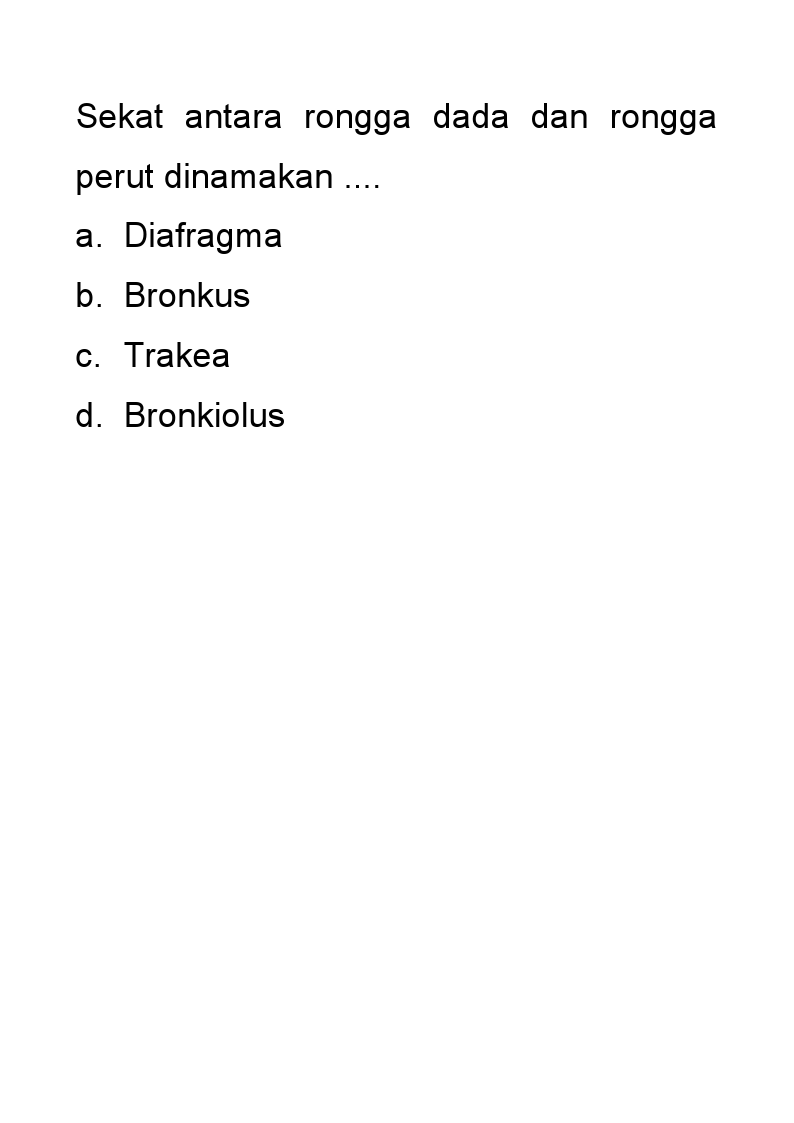 Sekat antara rongga dada dan rongga
perut dinamakan ....
a. Diafragma
b. Bronkus
c. Trakea
d. Bronkiolus